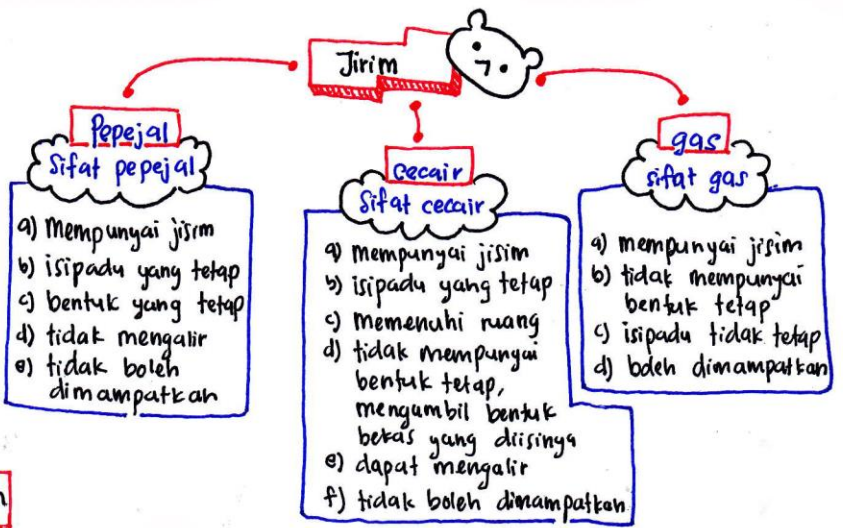 Jirim
Pepejal
Sifat pepejal
a) Mempunyai jisim
b) isipadu yang tetap
c) bentuk yang tetap
d) tidak mengalir
e) tidak boleh
dimampatkan
cecair
Sifat cecair
a) mempunyai jisim
b) isipadu yang tetap
c) memenuhi ruang
d) tidak mempunyai
bentuk tetap,
mengambil bentuk
bekas yang diisinya
e) dapat mengalir
f) tidak boleh dimampatkan
gas
sifat gas
a) mempunyai jisim
b) tidak mempunyai
bentuk tetap
c) isipadu tidak tetap
d) boleh dimampatkan